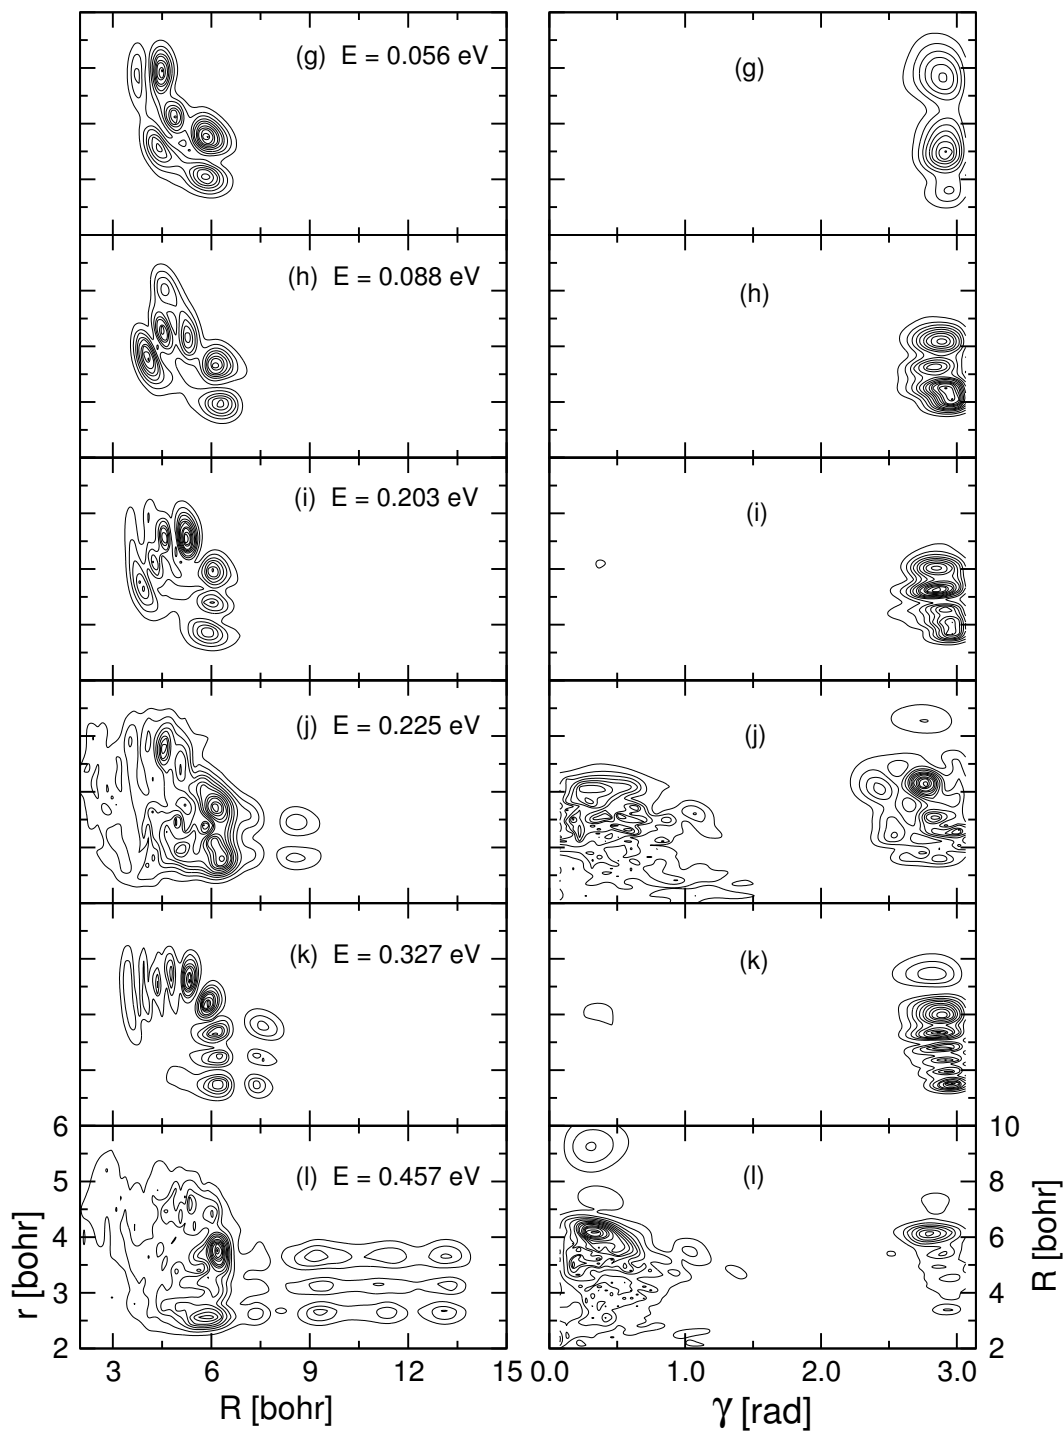 (g) E = 0.056 eV
(g)
(h) E = 0.088 eV
(h)
(i) E = 0.203 eV
(i)
(j) E = 0.225 eV
(j)
(k) E = 0.327 eV
(k)
6
10
(l) E = 0.457 eV
(l)
5
8
4
6
3
4
2
2
r [bohr]
R [bohr]
3 6 9 12 15
0.0 1.0 2.0 3.0
R [bohr]
γ [rad]